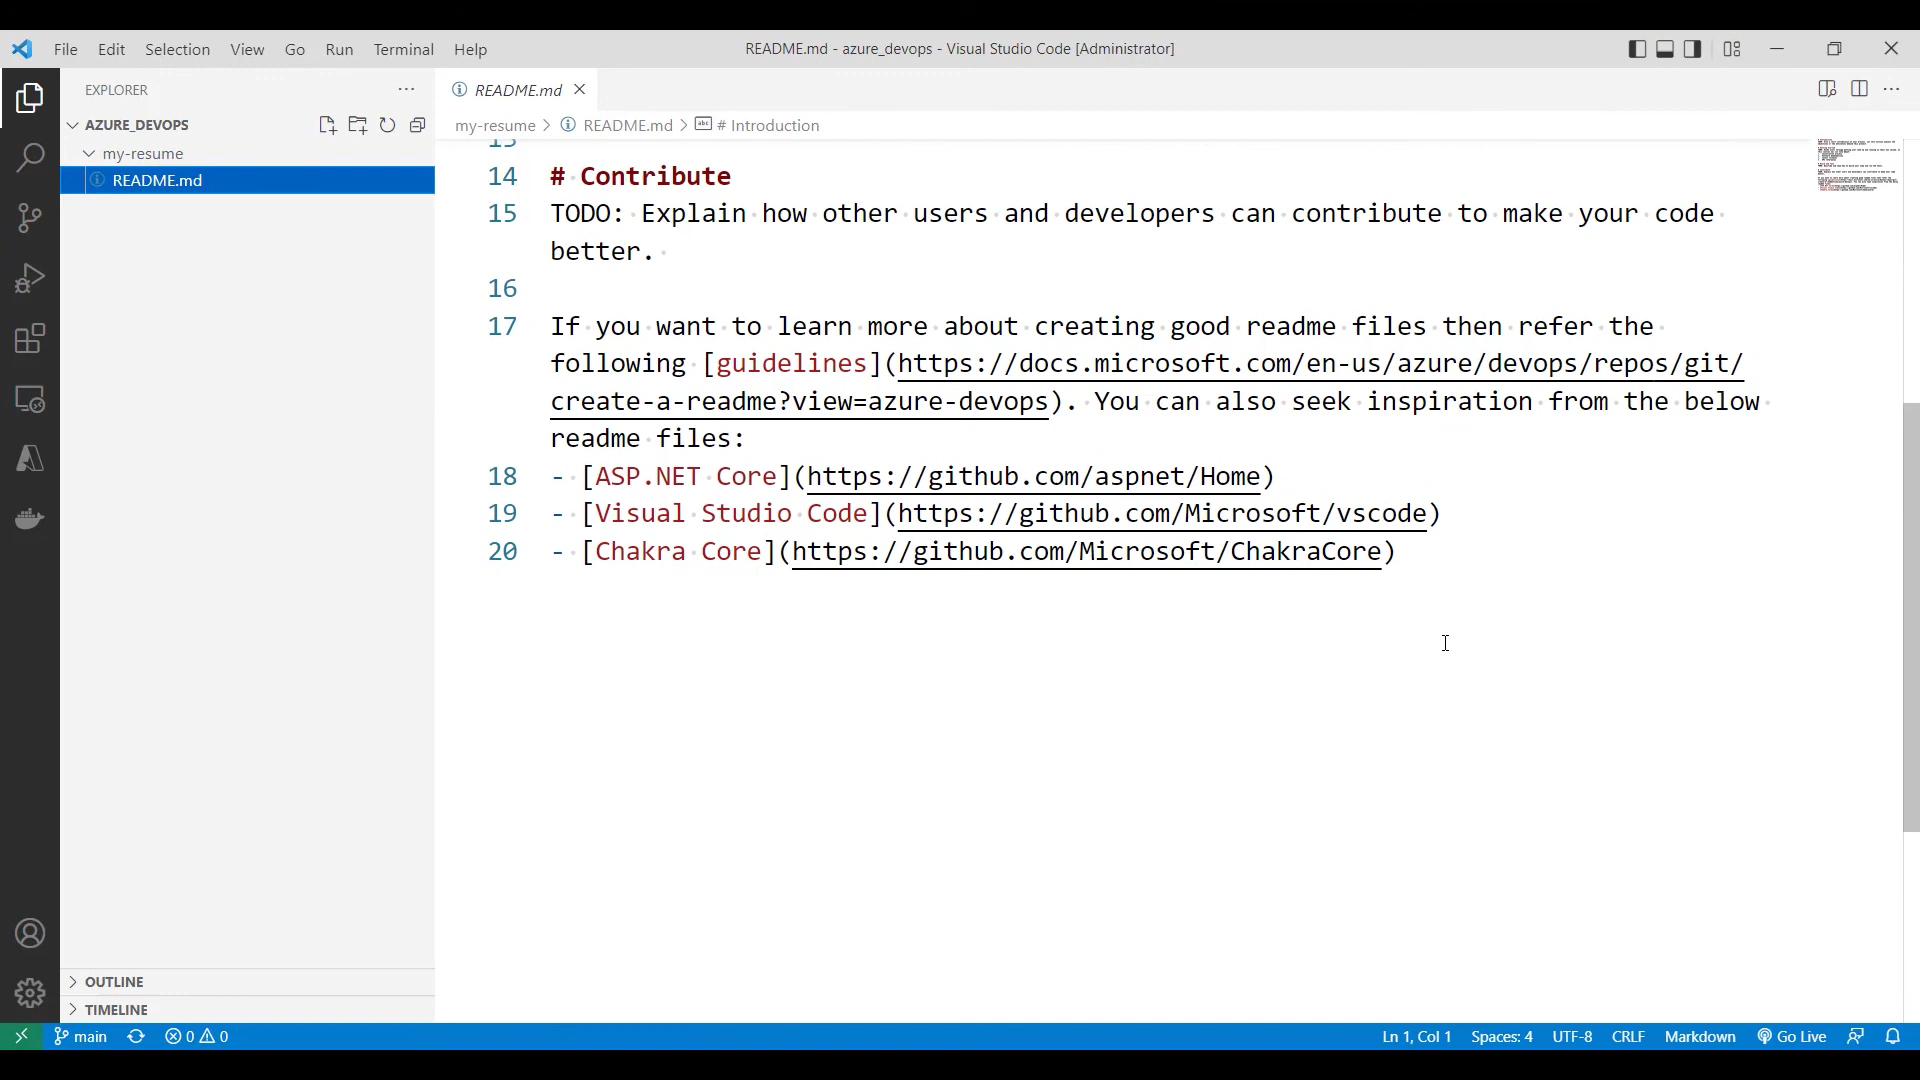 File Edit Selection View Go Run Terminal Help
README.md - azure_devops - Visual Studio Code [Administrator]
EXPLORER
README.md
AZURE_DEVOPS
my-resume
README.md
my-resume > README.md > # Introduction
13
14 # Contribute
15 TODO: Explain how other users and developers can contribute to make your code
better.
16
17 If you want to learn more about creating good readme files then refer the
following [guidelines](https://docs.microsoft.com/en-us/azure/devops/repos/git/
create-a-readme?view=azure-devops). You can also seek inspiration from the below
readme files:
18 - [ASP.NET Core](https://github.com/aspnet/Home)
19 - [Visual Studio Code](https://github.com/Microsoft/vscode)
20 - [Chakra Core](https://github.com/Microsoft/ChakraCore)
OUTLINE
TIMELINE
main 0 0 Ln 1, Col 1 Spaces: 4 UTF-8 CRLF Markdown Go Live